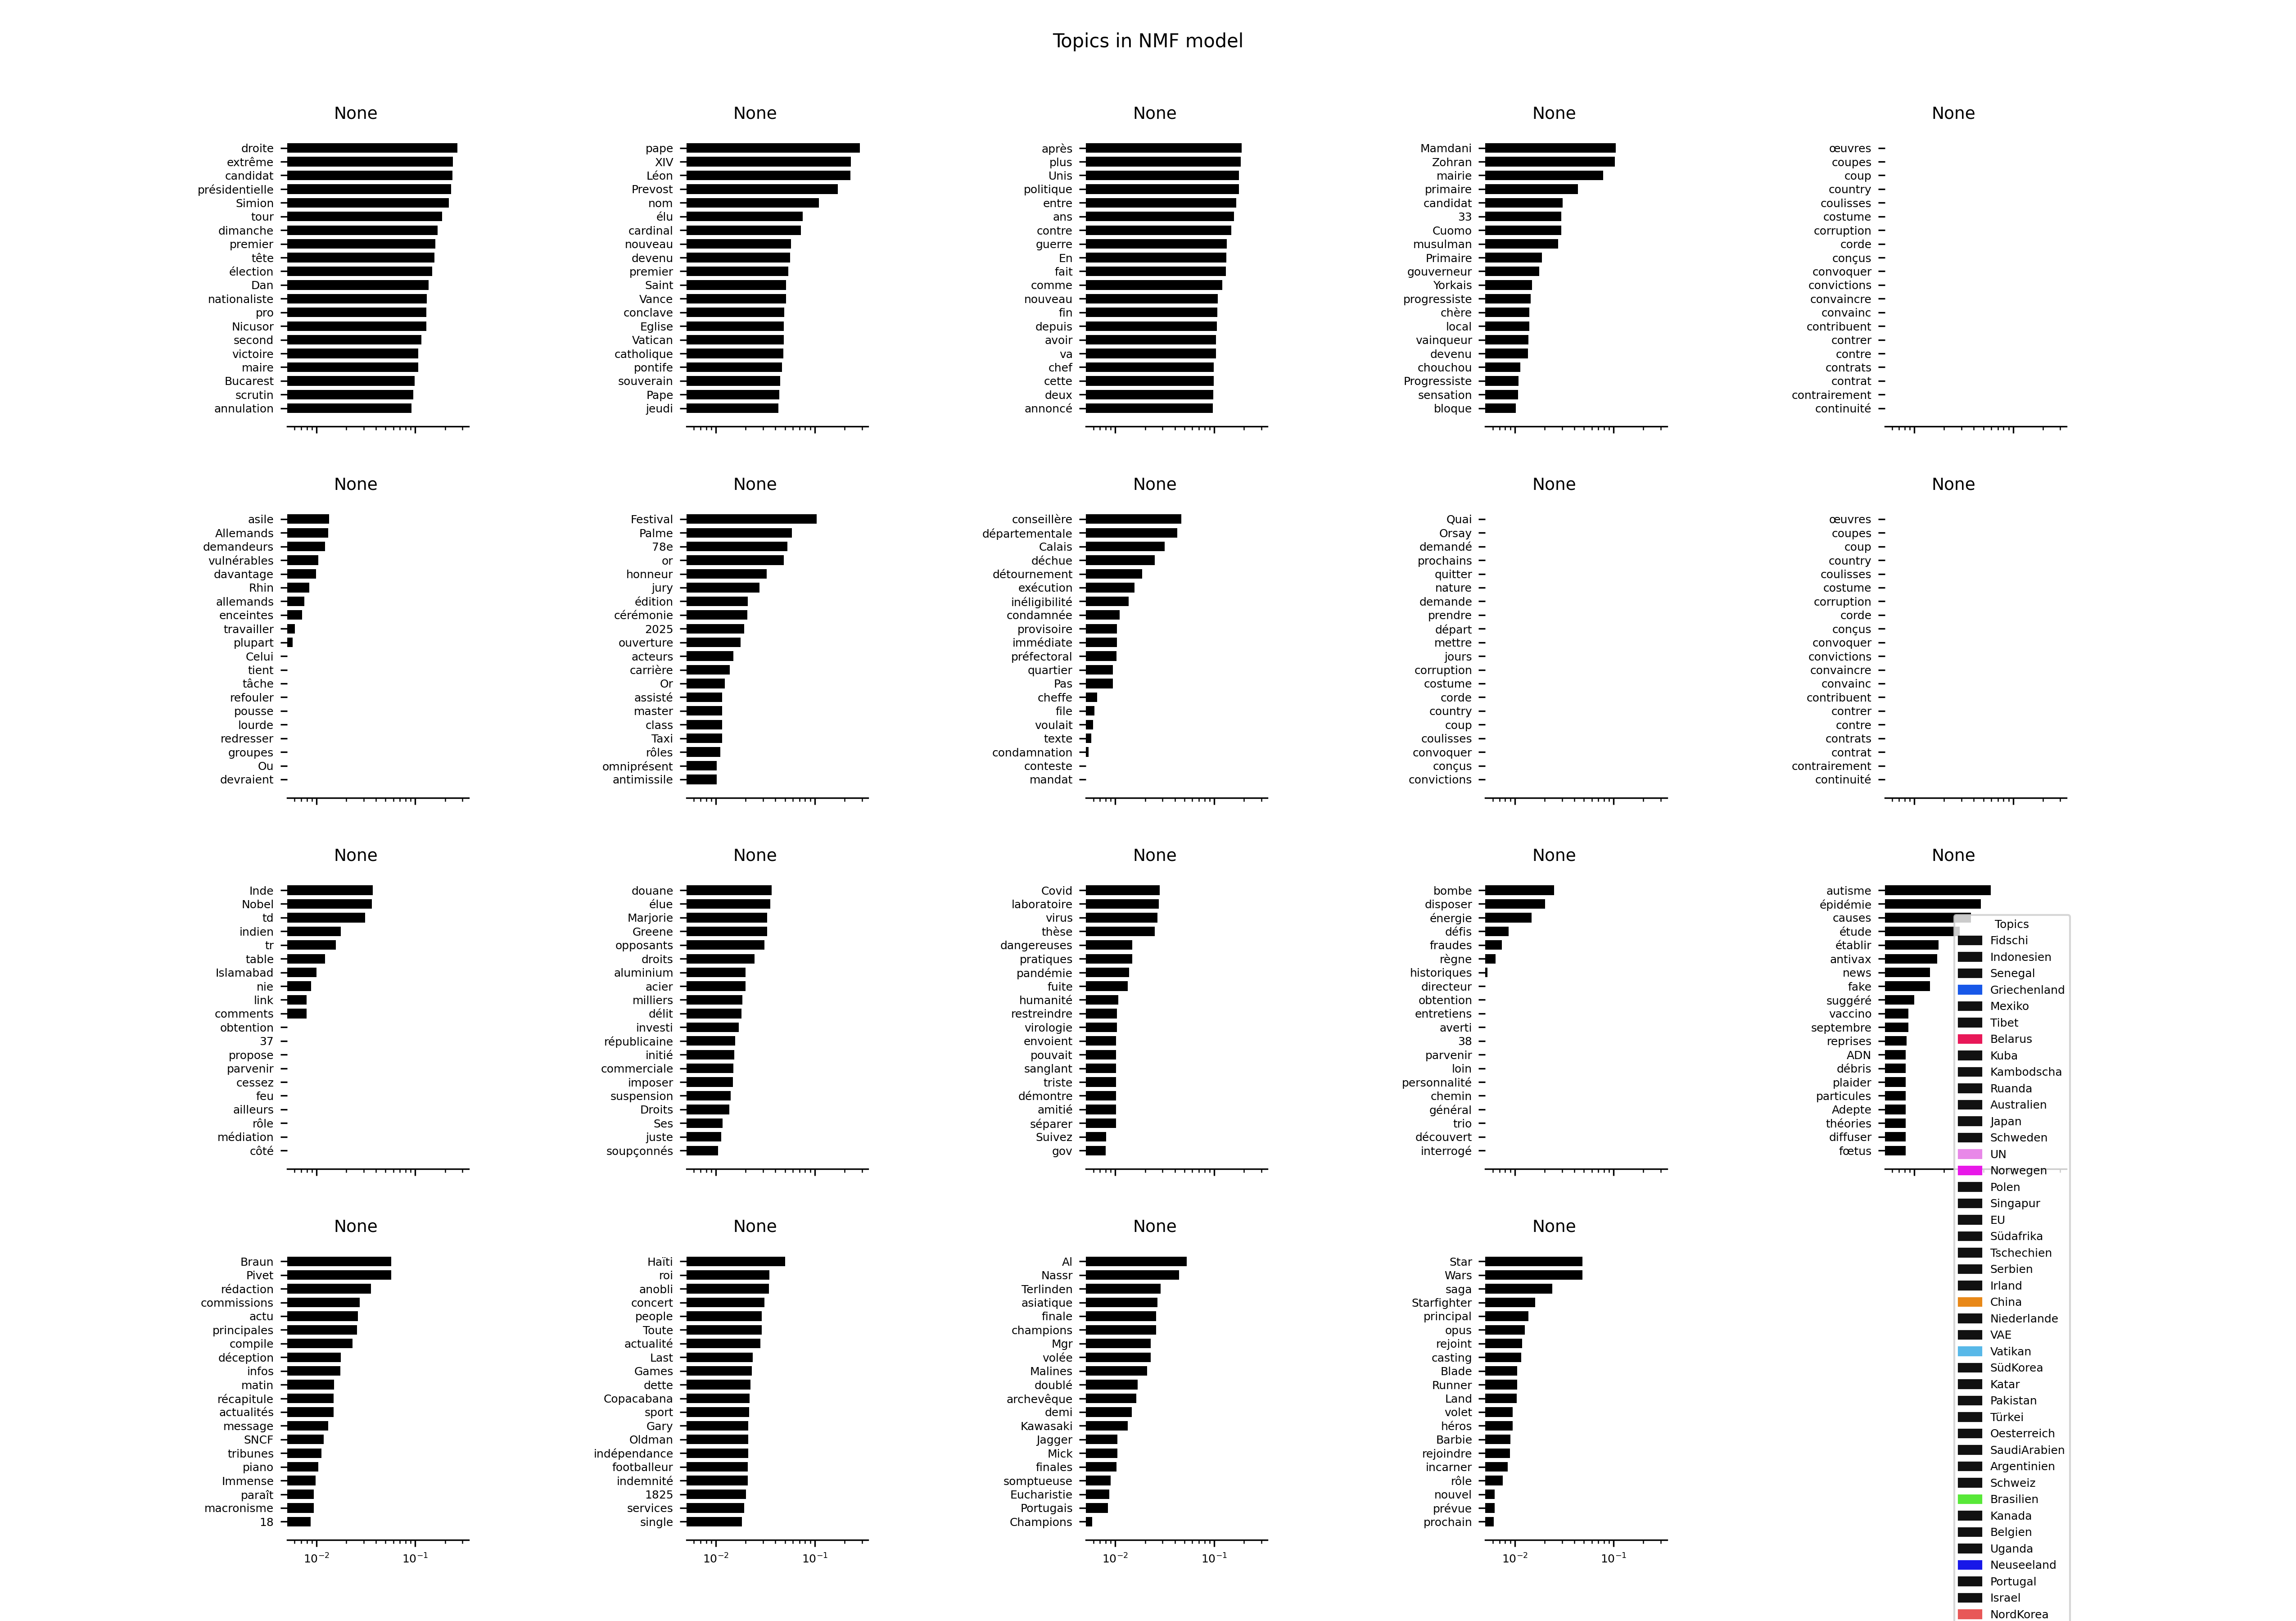 Topics in NMF model
None
droite
extrême
candidat
présidentielle
Simion
tour
dimanche
premier
tête
élection
Dan
nationaliste
pro
Nicusor
second
victoire
maire
Bucarest
scrutin
annulation
None
pape
XIV
Léon
Prevost
nom
élu
cardinal
nouveau
devenu
premier
Saint
Vance
conclave
Eglise
Vatican
catholique
pontife
souverain
Pape
jeudi
None
après
plus
Unis
politique
entre
ans
contre
guerre
En
fait
comme
nouveau
fin
depuis
avoir
va
chef
cette
deux
annoncé
None
Mamdani
Zohran
mairie
primaire
candidat
33
Cuomo
musulman
Primaire
gouverneur
Yorkais
progressiste
chère
local
vainqueur
devenu
chouchou
Progressiste
sensation
bloque
None
œuvres
coupes
coup
country
coulisses
costume
corruption
corde
conçus
convoquer
convictions
convaincre
convainc
contribuent
contrer
contre
contrats
contrat
contrairement
continuité
None
asile
Allemands
demandeurs
vulnérables
davantage
Rhin
allemands
enceintes
travailler
plupart
Celui
tient
tâche
refouler
pousse
lourde
redresser
groupes
Ou
devraient
None
Festival
Palme
78e
or
honneur
jury
édition
cérémonie
2025
ouverture
acteurs
carrière
Or
assisté
master
class
Taxi
rôles
omniprésent
antimissile
None
conseillère
départementale
Calais
déchue
détournement
exécution
inéligibilité
condamnée
provisoire
immédiate
préfectoral
quartier
Pas
cheffe
file
voulait
texte
condamnation
conteste
mandat
None
Quai
Orsay
demandé
prochains
quitter
nature
demande
prendre
départ
mettre
jours
corruption
costume
corde
country
coup
coulisses
convoquer
conçus
convictions
None
œuvres
coupes
coup
country
coulisses
costume
corruption
corde
conçus
convoquer
convictions
convaincre
convainc
contribuent
contrer
contre
contrats
contrat
contrairement
continuité
None
Inde
Nobel
td
indien
tr
table
Islamabad
nie
link
comments
obtention
37
propose
parvenir
cessez
feu
ailleurs
rôle
médiation
côté
None
douane
élue
Marjorie
Greene
opposants
droits
aluminium
acier
milliers
délit
investi
républicaine
initié
commerciale
imposer
suspension
Droits
Ses
juste
soupçonnés
None
Covid
laboratoire
virus
thèse
dangereuses
pratiques
pandémie
fuite
humanité
restreindre
virologie
envoient
pouvait
sanglant
triste
démontre
amitié
séparer
Suivez
gov
None
bombe
disposer
énergie
défis
fraudes
règne
historiques
directeur
obtention
entretiens
averti
38
parvenir
loin
personnalité
chemin
général
trio
découvert
interrogé
None
autisme
épidémie
causes
étude
établir
antivax
news
fake
suggéré
vaccino
septembre
reprises
ADN
débris
plaider
particules
Adepte
théories
diffuser
fœtus
None
Braun
Pivet
rédaction
commissions
actu
principales
compile
déception
infos
matin
récapitule
actualités
message
SNCF
tribunes
piano
Immense
paraît
macronisme
18
10⁻² 10⁻¹
None
Haïti
roi
anobli
concert
people
Toute
actualité
Last
Games
dette
Copacabana
sport
Gary
Oldman
indépendance
footballeur
indemnité
1825
services
single
10⁻² 10⁻¹
None
Al
Nassr
Terlinden
asiatique
finale
champions
Mgr
volée
Malines
doublé
archevêque
demi
Kawasaki
Jagger
Mick
finales
somptueuse
Eucharistie
Portugais
Champions
10⁻² 10⁻¹
None
Star
Wars
saga
Starfighter
principal
opus
rejoint
casting
Blade
Runner
Land
volet
héros
Barbie
rejoindre
incarner
rôle
nouvel
prévue
prochain
10⁻² 10⁻¹
Topics
Fidschi
Indonesien
Senegal
Griechenland
Mexiko
Tibet
Belarus
Kuba
Kambodscha
Ruanda
Australien
Japan
Schweden
UN
Norwegen
Polen
Singapur
EU
Südafrika
Tschechien
Serbien
Irland
China
Niederlande
VAE
Vatikan
SüdKorea
Katar
Pakistan
Türkei
Oesterreich
SaudiArabien
Argentinien
Schweiz
Brasilien
Kanada
Belgien
Uganda
Neuseeland
Portugal
Israel
NordKorea